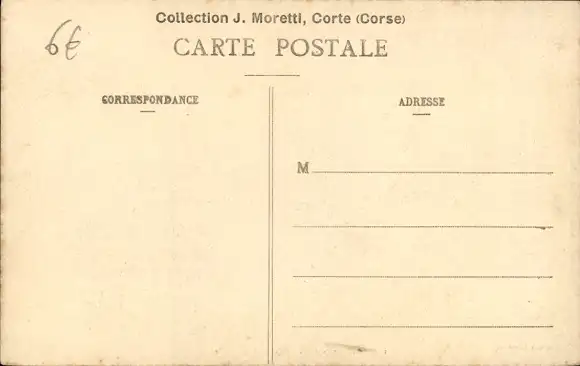 Collection J. Moretti, Corte (Corse)
6€
CARTE POSTALE
CORRESPONDANCE
ADRESSE
M